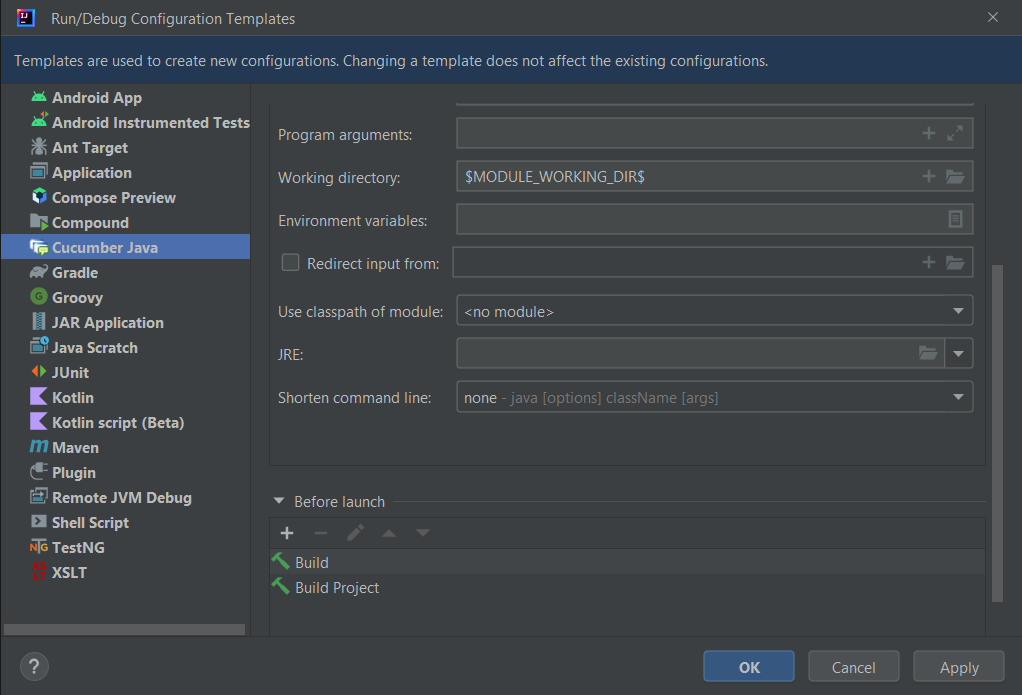 Run/Debug Configuration Templates
Templates are used to create new configurations. Changing a template does not affect the existing configurations.
Android App
Android Instrumented Tests
Ant Target
Application
Compose Preview
Compound
Cucumber Java
Gradle
Groovy
JAR Application
Java Scratch
JUnit
Kotlin
Kotlin script (Beta)
Maven
Plugin
Remote JVM Debug
Shell Script
TestNG
XSLT
Program arguments:
Working directory: $MODULE_WORKING_DIR$
Environment variables:
Redirect input from:
Use classpath of module: <no module>
JRE:
Shorten command line: none - java [options] className [args]
Before launch
Build
Build Project
? OK Cancel Apply